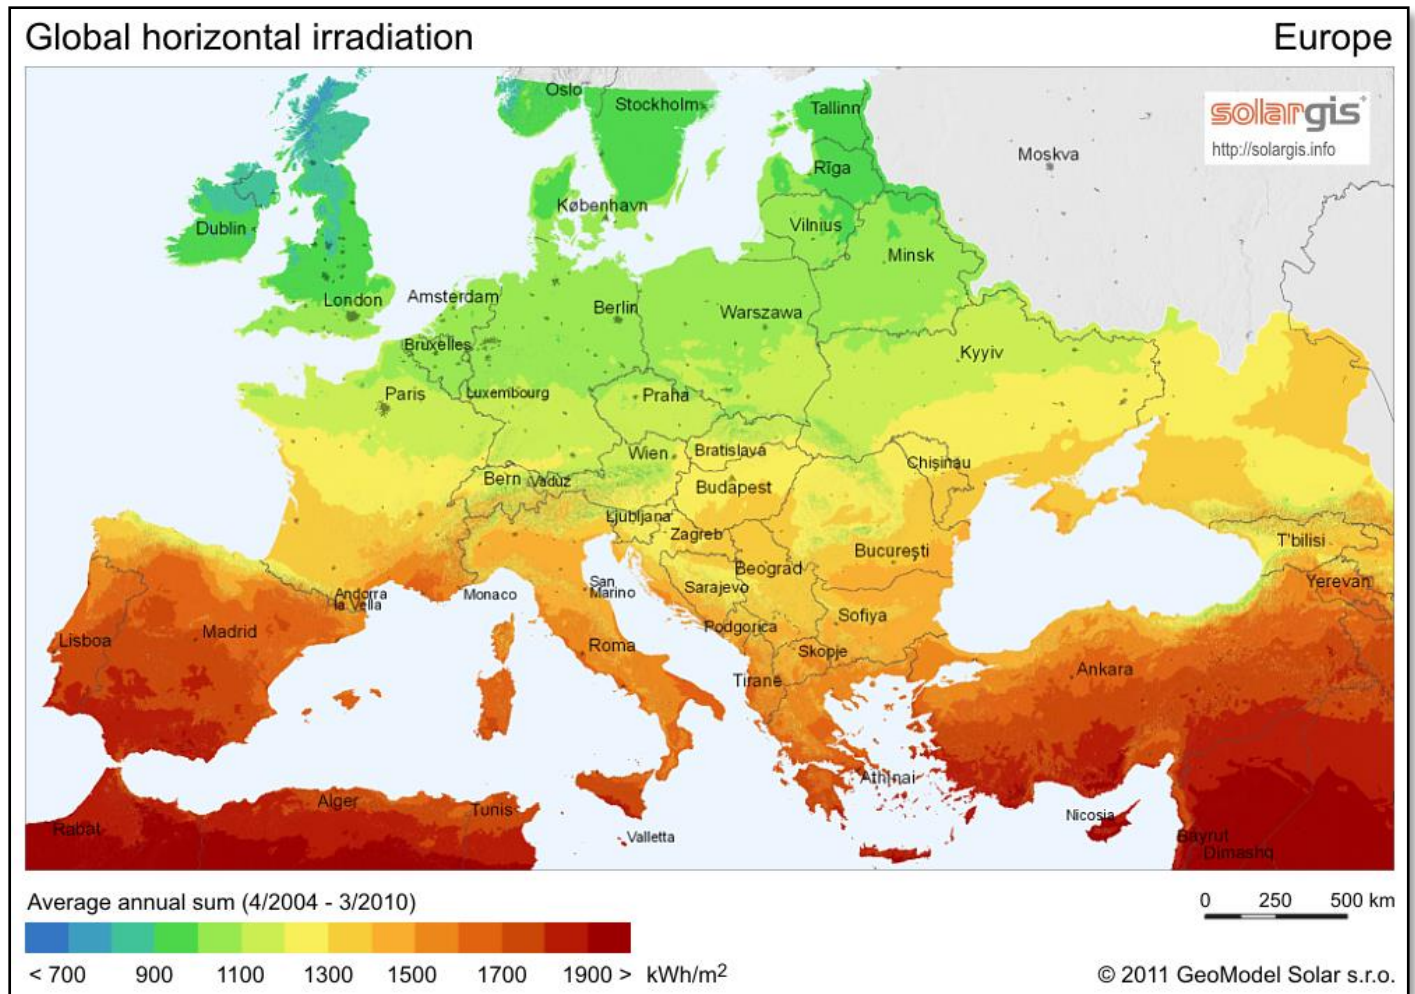 Global horizontal irradiation
Europe
solargis
http://solargis.info
Oslo
Stockholm
Tallinn
Moskva
Rīga
København
Dublin
Vilnius
Minsk
London
Amsterdam
Berlin
Warszawa
Bruxelles
Kyyiv
Paris
Luxembourg
Praha
Wien
Bratislava
Chişinau
Bern
Vaduz
Budapest
Ljubljana
Zagreb
T'bilisi
Bucureşti
Beograd
Yerevan
San
Marino
Sarajevo
Andorra
la Vella
Monaco
Sofiya
Podgorica
Lisboa
Madrid
Roma
Skopje
Ankara
Tirane
Athinai
Alger
Tunis
Nicosia
Rabat
Valletta
Bayrut
Dimashq
Average annual sum (4/2004 - 3/2010)
0 250 500 km
< 700 900 1100 1300 1500 1700 1900 > kWh/m²
© 2011 GeoModel Solar s.r.o.